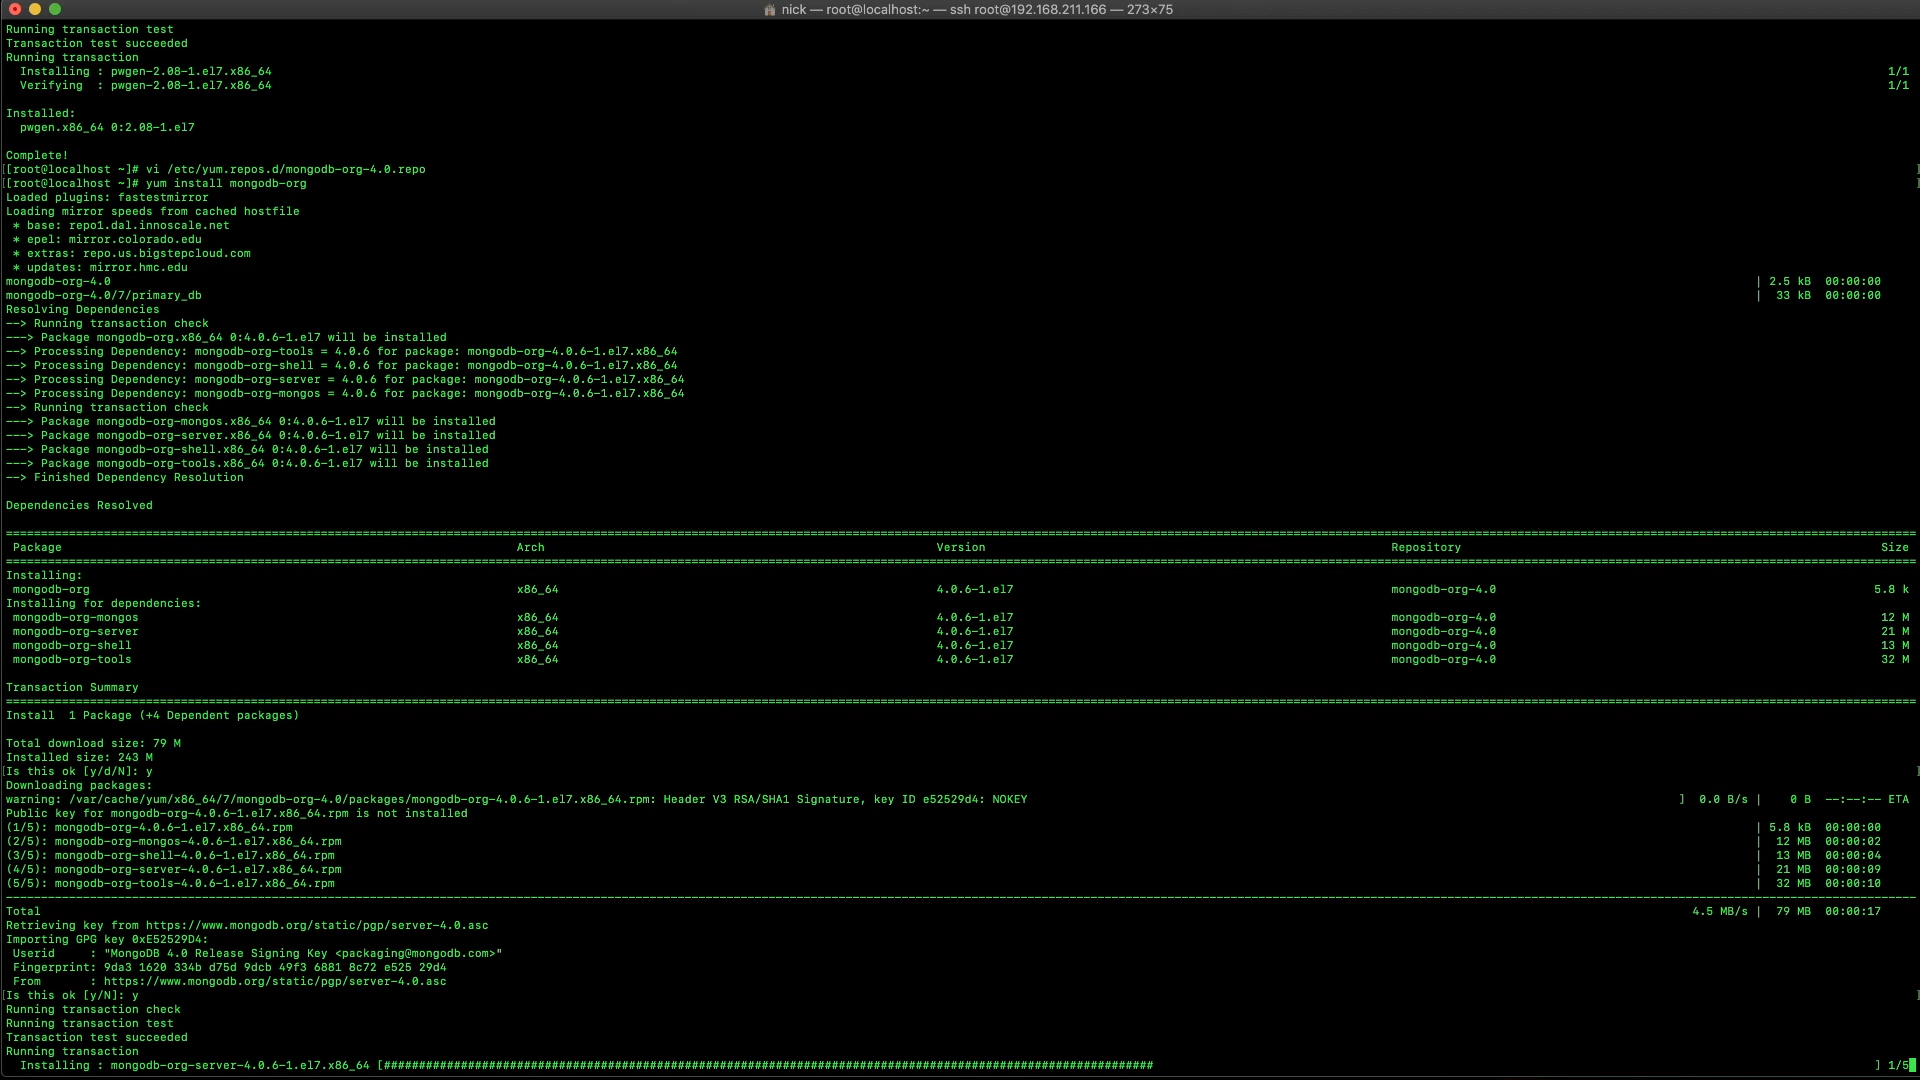 nick — root@localhost:~ — ssh root@192.168.211.166 — 273×75
Running transaction test
Transaction test succeeded
Running transaction
  Installing : pwgen-2.08-1.el7.x86_64 1/1
  Verifying  : pwgen-2.08-1.el7.x86_64 1/1
Installed:
  pwgen.x86_64 0:2.08-1.el7
Complete!
[[root@localhost ~]# vi /etc/yum.repos.d/mongodb-org-4.0.repo ]
[[root@localhost ~]# yum install mongodb-org ]
Loaded plugins: fastestmirror
Loading mirror speeds from cached hostfile
 * base: repo1.dal.innoscale.net
 * epel: mirror.colorado.edu
 * extras: repo.us.bigstepcloud.com
 * updates: mirror.hmc.edu
mongodb-org-4.0 | 2.5 kB  00:00:00
mongodb-org-4.0/7/primary_db |  33 kB  00:00:00
Resolving Dependencies
--> Running transaction check
---> Package mongodb-org.x86_64 0:4.0.6-1.el7 will be installed
--> Processing Dependency: mongodb-org-tools = 4.0.6 for package: mongodb-org-4.0.6-1.el7.x86_64
--> Processing Dependency: mongodb-org-shell = 4.0.6 for package: mongodb-org-4.0.6-1.el7.x86_64
--> Processing Dependency: mongodb-org-server = 4.0.6 for package: mongodb-org-4.0.6-1.el7.x86_64
--> Processing Dependency: mongodb-org-mongos = 4.0.6 for package: mongodb-org-4.0.6-1.el7.x86_64
--> Running transaction check
---> Package mongodb-org-mongos.x86_64 0:4.0.6-1.el7 will be installed
---> Package mongodb-org-server.x86_64 0:4.0.6-1.el7 will be installed
---> Package mongodb-org-shell.x86_64 0:4.0.6-1.el7 will be installed
---> Package mongodb-org-tools.x86_64 0:4.0.6-1.el7 will be installed
--> Finished Dependency Resolution
Dependencies Resolved
 Package Arch Version Repository Size
Installing:
 mongodb-org x86_64 4.0.6-1.el7 mongodb-org-4.0 5.8 k
Installing for dependencies:
 mongodb-org-mongos x86_64 4.0.6-1.el7 mongodb-org-4.0 12 M
 mongodb-org-server x86_64 4.0.6-1.el7 mongodb-org-4.0 21 M
 mongodb-org-shell x86_64 4.0.6-1.el7 mongodb-org-4.0 13 M
 mongodb-org-tools x86_64 4.0.6-1.el7 mongodb-org-4.0 32 M
Transaction Summary
Install  1 Package (+4 Dependent packages)
Total download size: 79 M
Installed size: 243 M
[Is this ok [y/d/N]: y ]
Downloading packages:
warning: /var/cache/yum/x86_64/7/mongodb-org-4.0/packages/mongodb-org-4.0.6-1.el7.x86_64.rpm: Header V3 RSA/SHA1 Signature, key ID e52529d4: NOKEY ]  0.0 B/s |    0 B  --:--:-- ETA
Public key for mongodb-org-4.0.6-1.el7.x86_64.rpm is not installed
(1/5): mongodb-org-4.0.6-1.el7.x86_64.rpm | 5.8 kB  00:00:00
(2/5): mongodb-org-mongos-4.0.6-1.el7.x86_64.rpm |  12 MB  00:00:02
(3/5): mongodb-org-shell-4.0.6-1.el7.x86_64.rpm |  13 MB  00:00:04
(4/5): mongodb-org-server-4.0.6-1.el7.x86_64.rpm |  21 MB  00:00:09
(5/5): mongodb-org-tools-4.0.6-1.el7.x86_64.rpm |  32 MB  00:00:10
Total 4.5 MB/s |  79 MB  00:00:17
Retrieving key from https://www.mongodb.org/static/pgp/server-4.0.asc
Importing GPG key 0xE52529D4:
 Userid     : "MongoDB 4.0 Release Signing Key <packaging@mongodb.com>"
 Fingerprint: 9da3 1620 334b d75d 9dcb 49f3 6881 8c72 e525 29d4
 From       : https://www.mongodb.org/static/pgp/server-4.0.asc
[Is this ok [y/N]: y ]
Running transaction check
Running transaction test
Transaction test succeeded
Running transaction
  Installing : mongodb-org-server-4.0.6-1.el7.x86_64 [############################################################################################################## ] 1/5